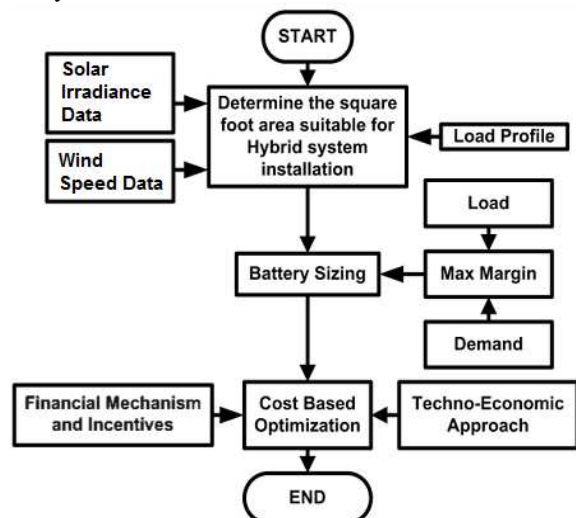 START
Solar
Irradiance
Data
Determine the square
foot area suitable for
Hybrid system
installation
Load Profile
Wind
Speed Data
Load
Battery Sizing
Max Margin
Demand
Financial Mechanism
and Incentives
Cost Based
Optimization
Techno-Economic
Approach
END